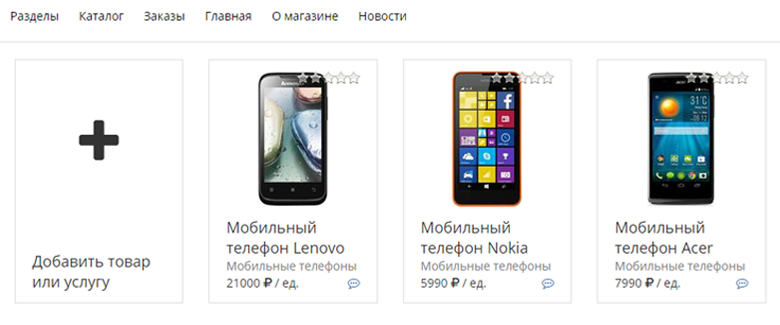 Разделы Каталог Заказы Главная О магазине Новости
Добавить товар
или услугу
Мобильный
телефон Lenovo
Мобильные телефоны
21000 ₽ / ед.
Мобильный
телефон Nokia
Мобильные телефоны
5990 ₽ / ед.
Мобильный
телефон Acer
Мобильные телефоны
7990 ₽ / ед.